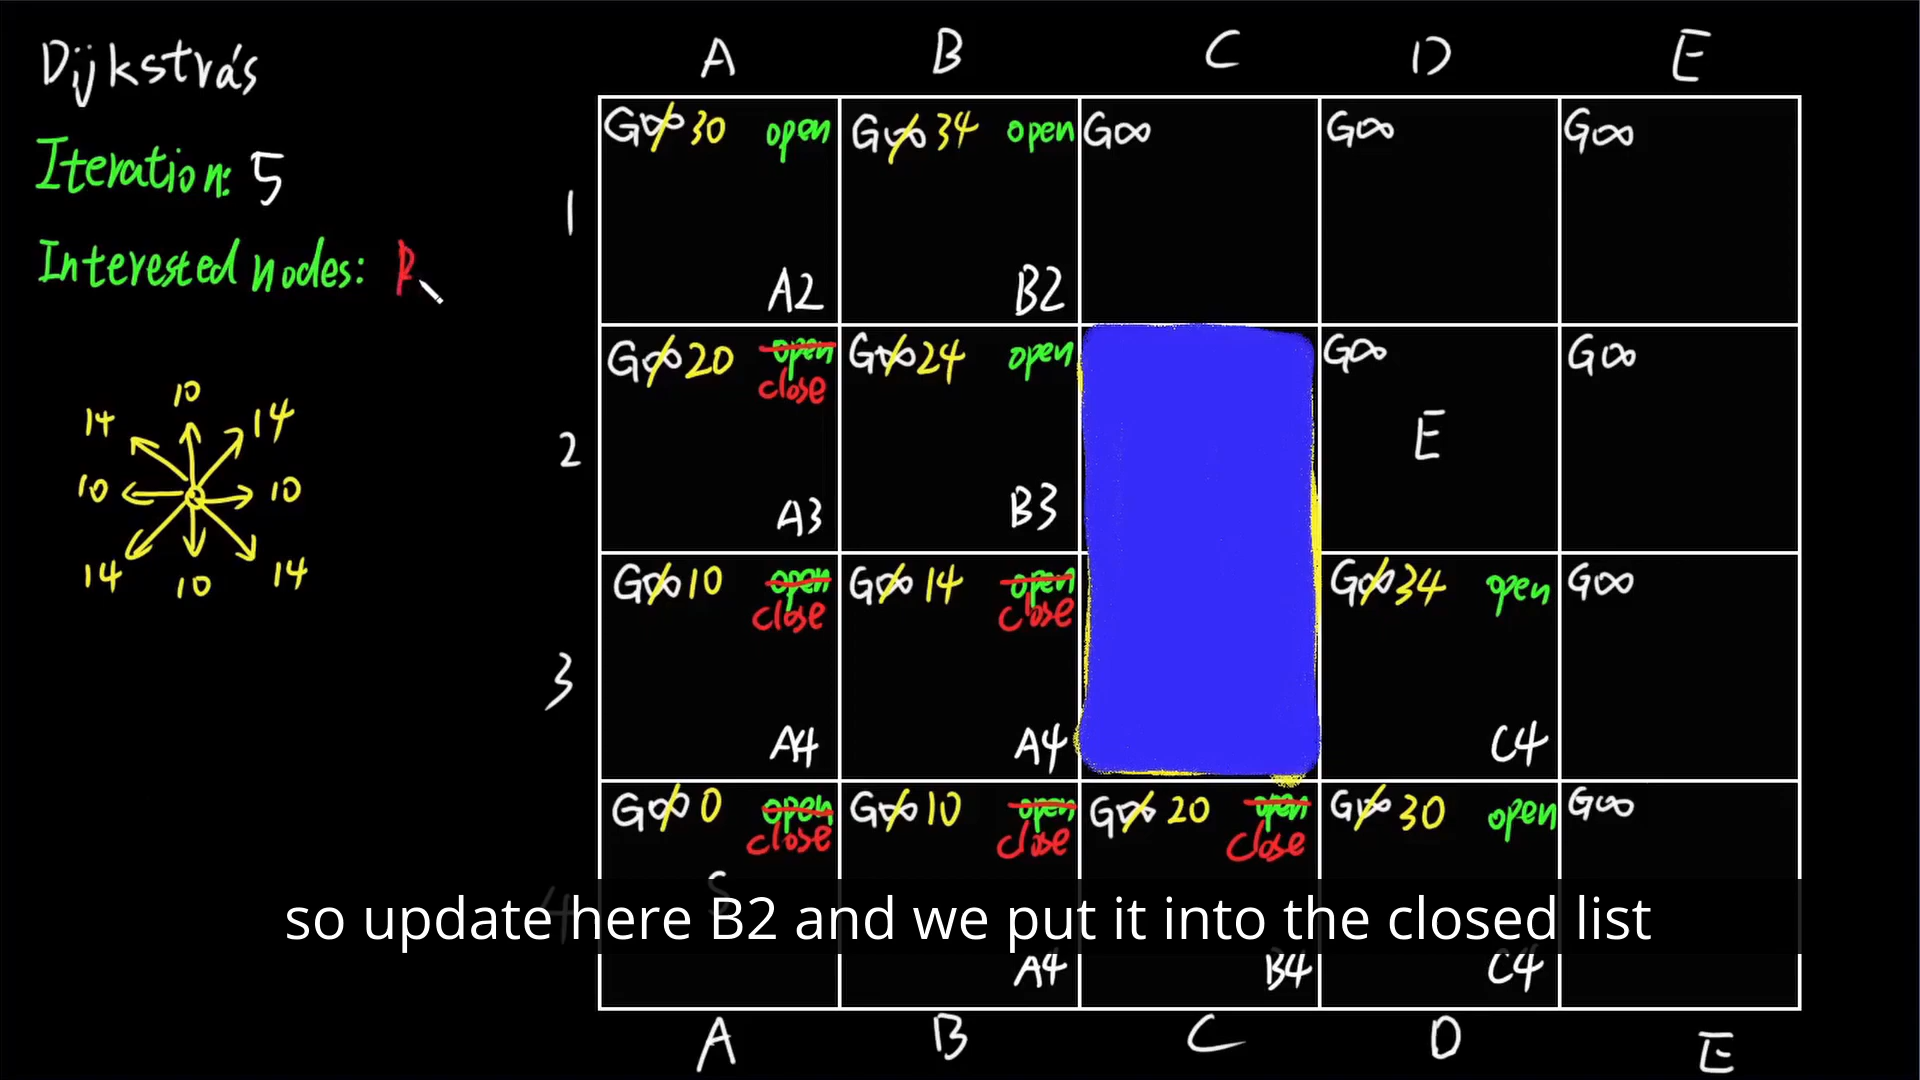 Dijkstra's
Iteration: 5
Interested nodes:
14 10 14
10 10
14 10 14
A B C D E
1 G∞ 30 open G∞ 34 open G∞ G∞ G∞
A2 B2
2 G∞ 20 open close G∞ 24 open G∞ G∞
E
A3 B3
3 G∞ 10 open close G∞ 14 open close G∞ 34 open G∞
A4 A4 C4
G∞ 0 open close G∞ 10 open close G∞ 20 open close G∞ 30 open G∞
so update here B2 and we put it into the closed list
A4 B4 C4
A B C D E